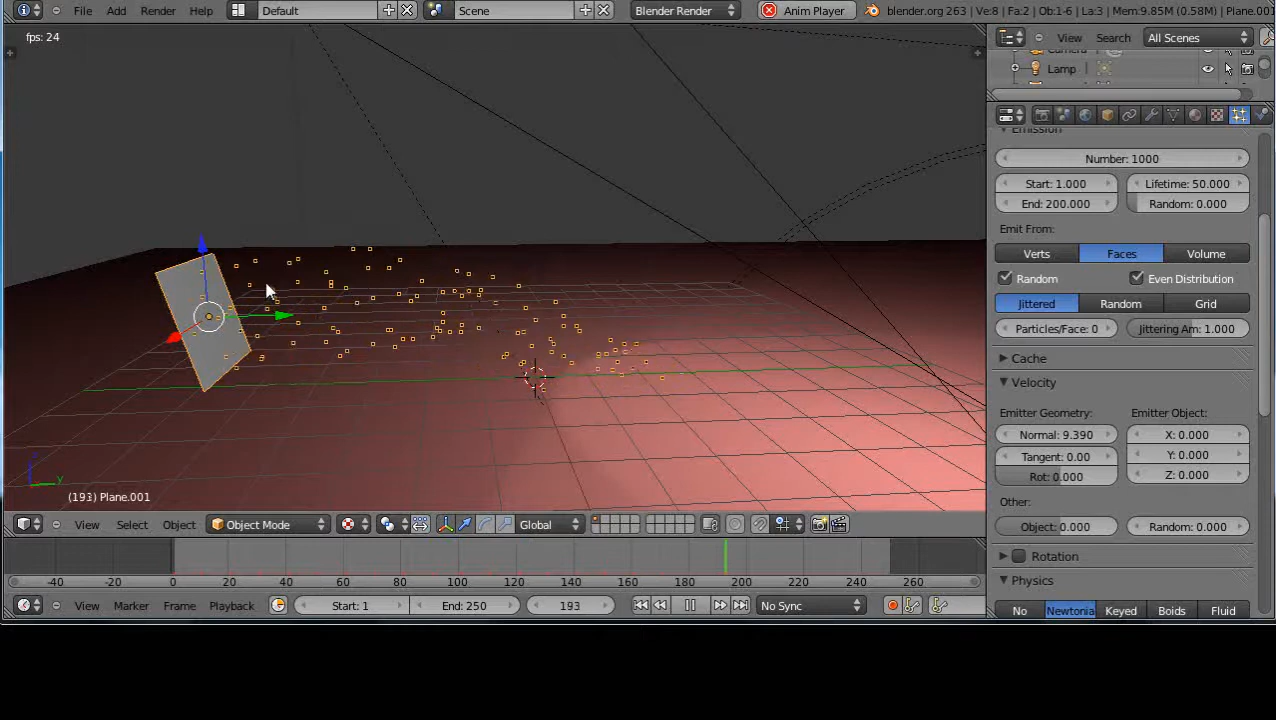 File Add Render Help Default Scene Blender Render Anim Player blender.org 263 | Ve:8 | Fa:2 | Ob:1-6 | La:3 | Mem:9.85M (0.58M) | Plane.001
fps: 24
View Search All Scenes
Camera
Lamp
Emission
Number: 1000
Start: 1.000 Lifetime: 50.000
End: 200.000 Random: 0.000
Emit From:
Verts Faces Volume
Random Even Distribution
Jittered Random Grid
Particles/Face: 0 Jittering Am: 1.000
Cache
Velocity
Emitter Geometry: Emitter Object:
Normal: 9.390 X: 0.000
Tangent: 0.00 Y: 0.000
Rot: 0.000 Z: 0.000
Other:
Object: 0.000 Random: 0.000
Rotation
Physics
No Newtonia Keyed Boids Fluid
z
y
(193) Plane.001
View Select Object Object Mode Global
-40 -20 0 20 40 60 80 100 120 140 160 180 200 220 240 260
View Marker Frame Playback Start: 1 End: 250 193 No Sync